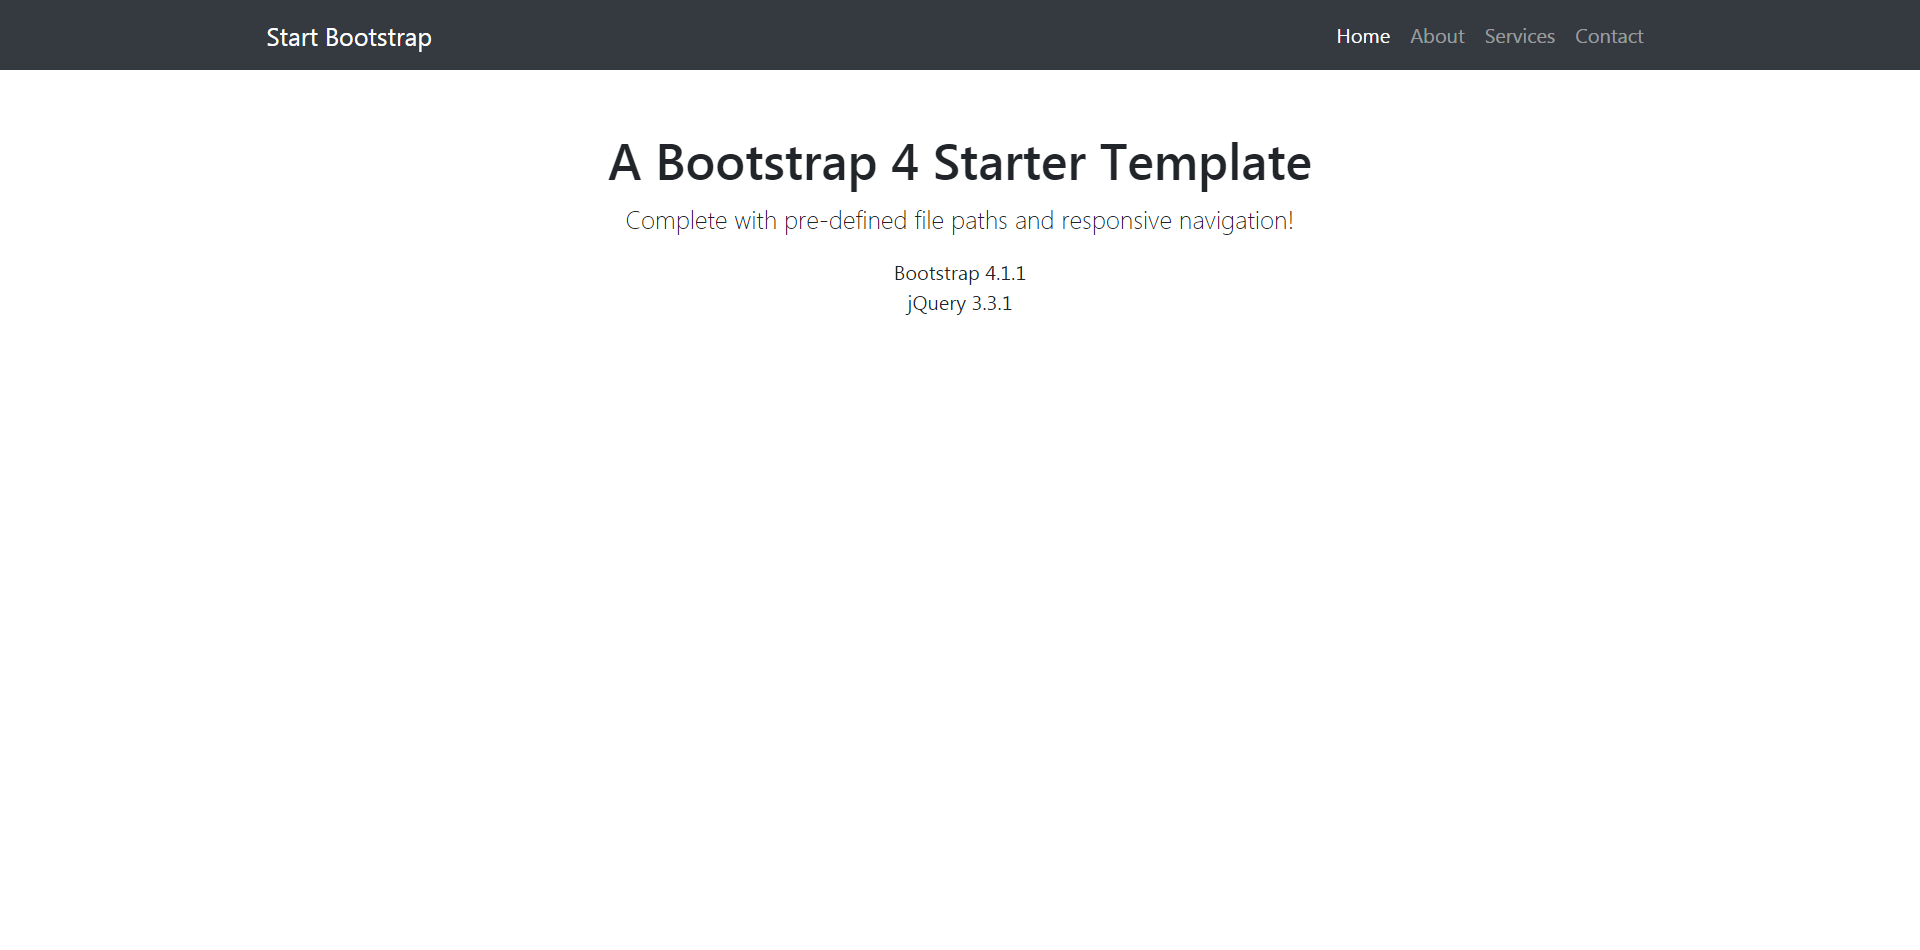 Start Bootstrap
Home About Services Contact
A Bootstrap 4 Starter Template
Complete with pre-defined file paths and responsive navigation!
Bootstrap 4.1.1
jQuery 3.3.1